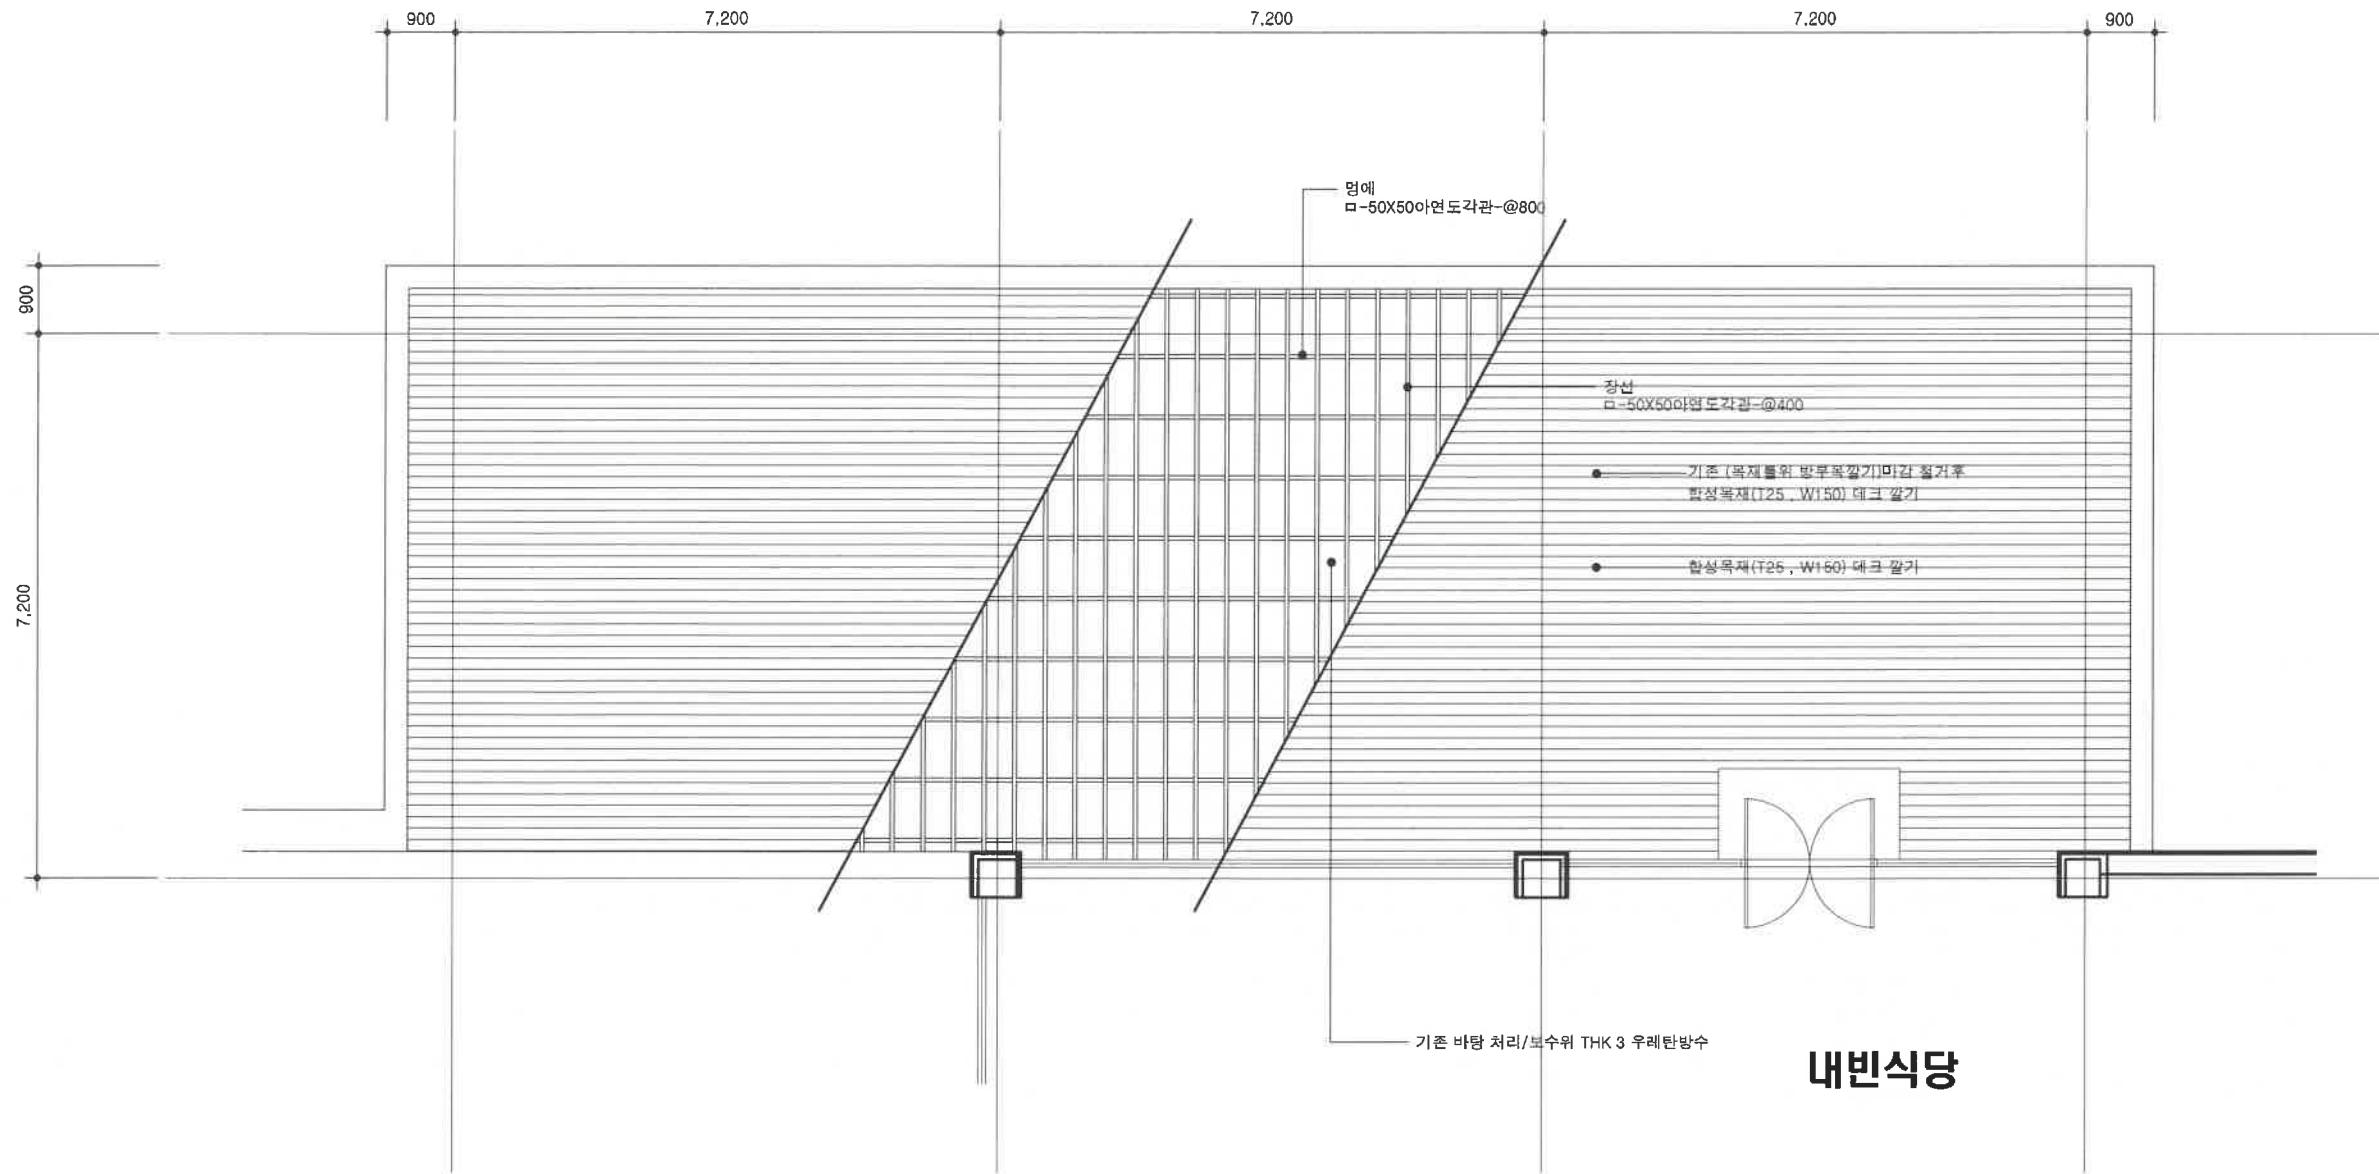 900 7,200 7,200 7,200 900
멍에
ㅁ-50X50아연도각관-@800
900
장선
ㅁ-50X50아연도각관-@400
기존 (목재틀위 방부목깔기)마감 철거후
합성목재(T25 , W150) 데크 깔기
합성목재(T25 , W150) 데크 깔기
7,200
기존 바탕 처리/보수위 THK 3 우레탄방수
내빈식당